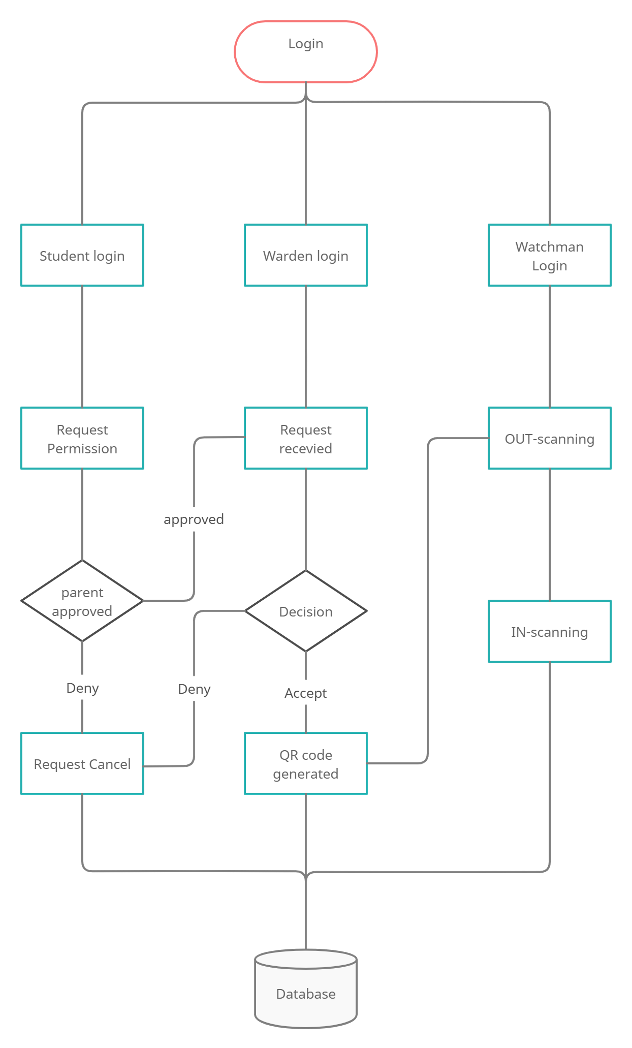 Login
Student login
Warden login
Watchman
Login
Request
Permission
Request
recevied
OUT-scanning
approved
parent
approved
Decision
IN-scanning
Deny
Deny
Accept
Request Cancel
QR code
generated
Database